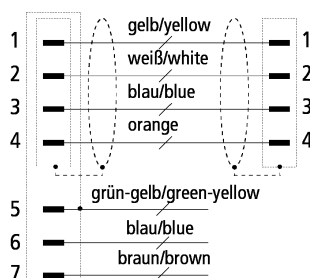 1 gelb/yellow 1
2 weiß/white 2
3 blau/blue 3
4 orange 4
5 grün-gelb/green-yellow
6 blau/blue
7 braun/brown